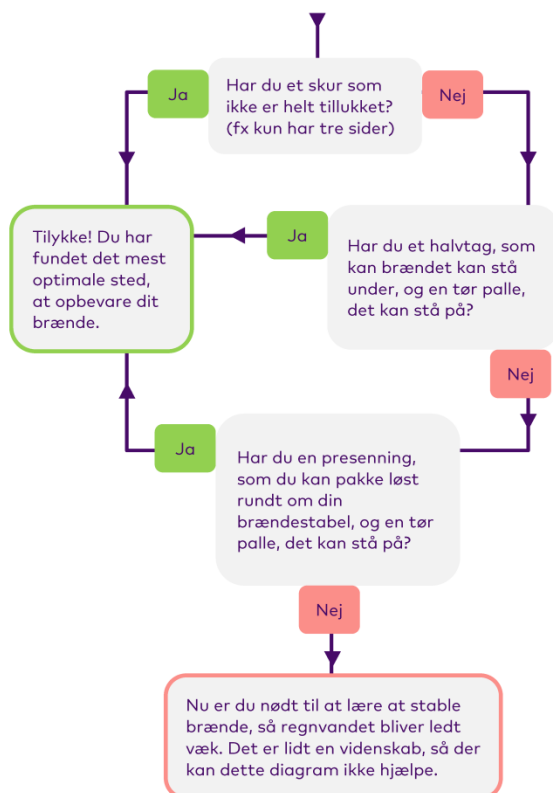 Ja
Har du et skur som
ikke er helt tillukket?
(fx kun har tre sider)
Nej
Tilykke! Du har
fundet det mest
optimale sted,
at opbevare dit
brænde.
Ja
Har du et halvtag, som
kan brændet kan stå
under, og en tør palle,
det kan stå på?
Nej
Ja
Har du en presenning,
som du kan pakke løst
rundt om din
brændestabel, og en tør
palle, det kan stå på?
Nej
Nu er du nødt til at lære at stable
brænde, så regnvandet bliver ledt
væk. Det er lidt en videnskab, så der
kan dette diagram ikke hjælpe.